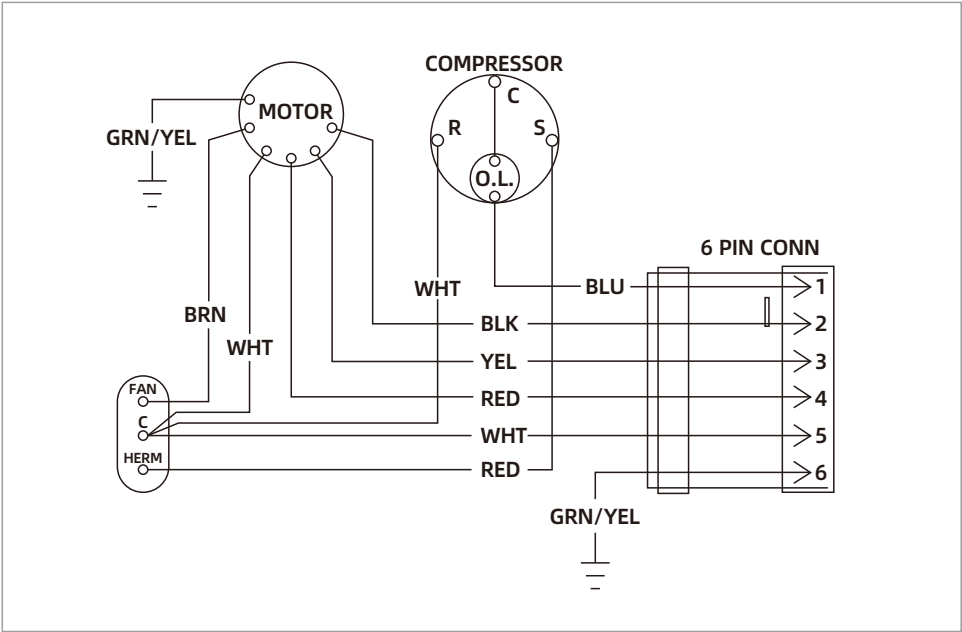 COMPRESSOR
MOTOR
C
R
S
GRN/YEL
O.L.
6 PIN CONN
WHT
BLU
1
BRN
BLK
2
WHT
YEL
3
FAN
RED
4
C
WHT
5
HERM
RED
6
GRN/YEL